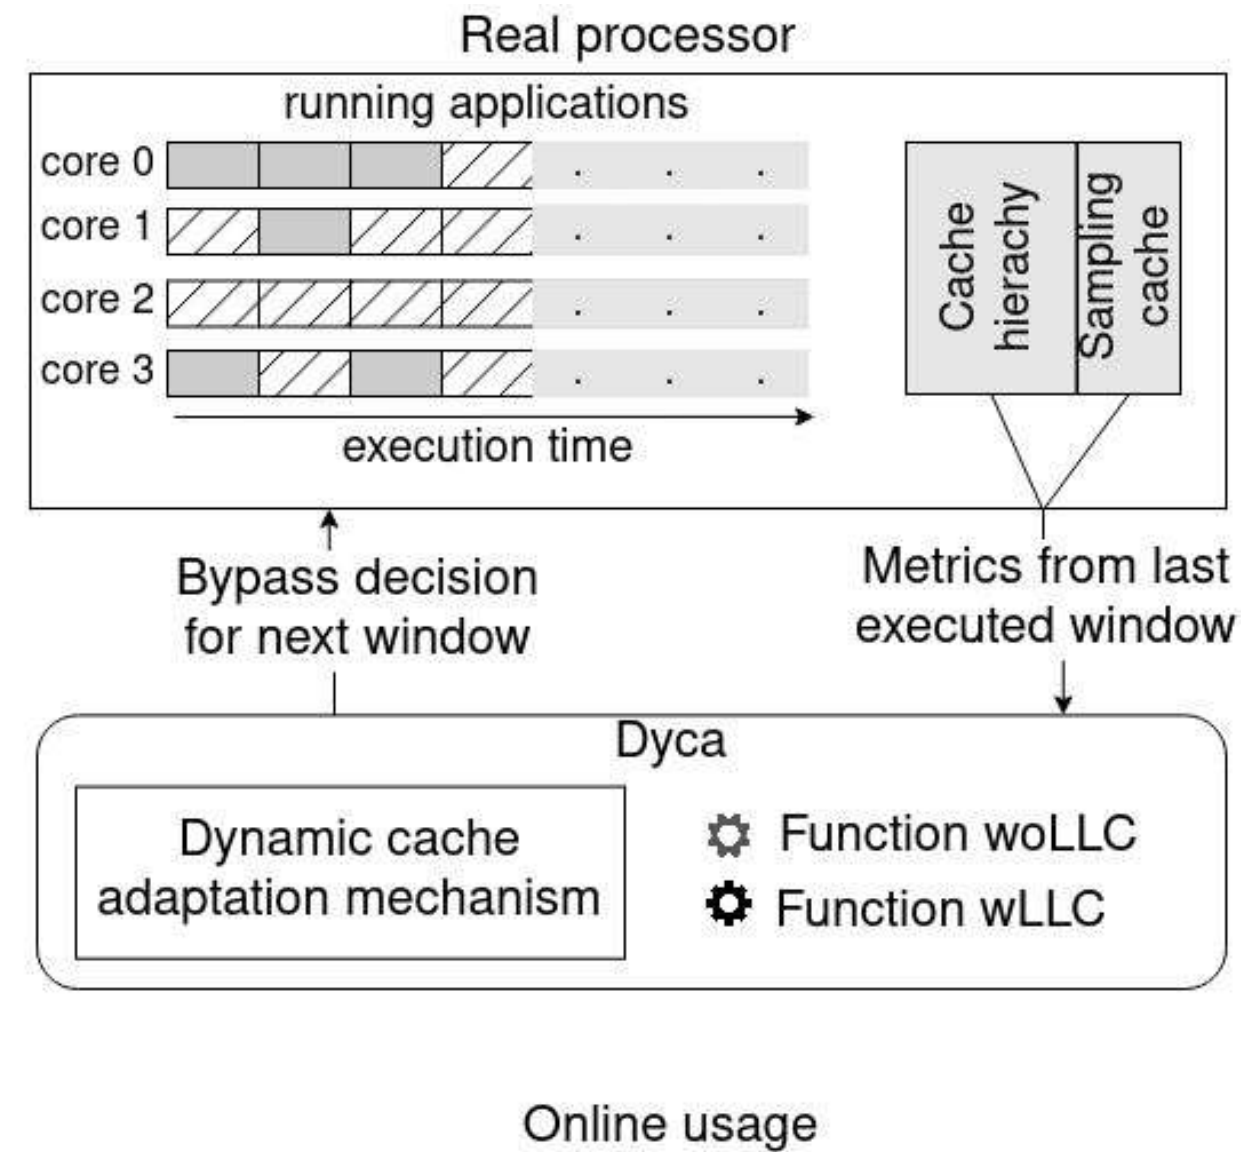 Real processor
running applications
core 0
. . .
core 1
. . .
core 2
. . .
core 3
. . .
execution time
Cache
hierachy
Sampling
cache
Bypass decision
for next window
Metrics from last
executed window
Dyca
Dynamic cache
adaptation mechanism
Function woLLC
Function wLLC
Online usage